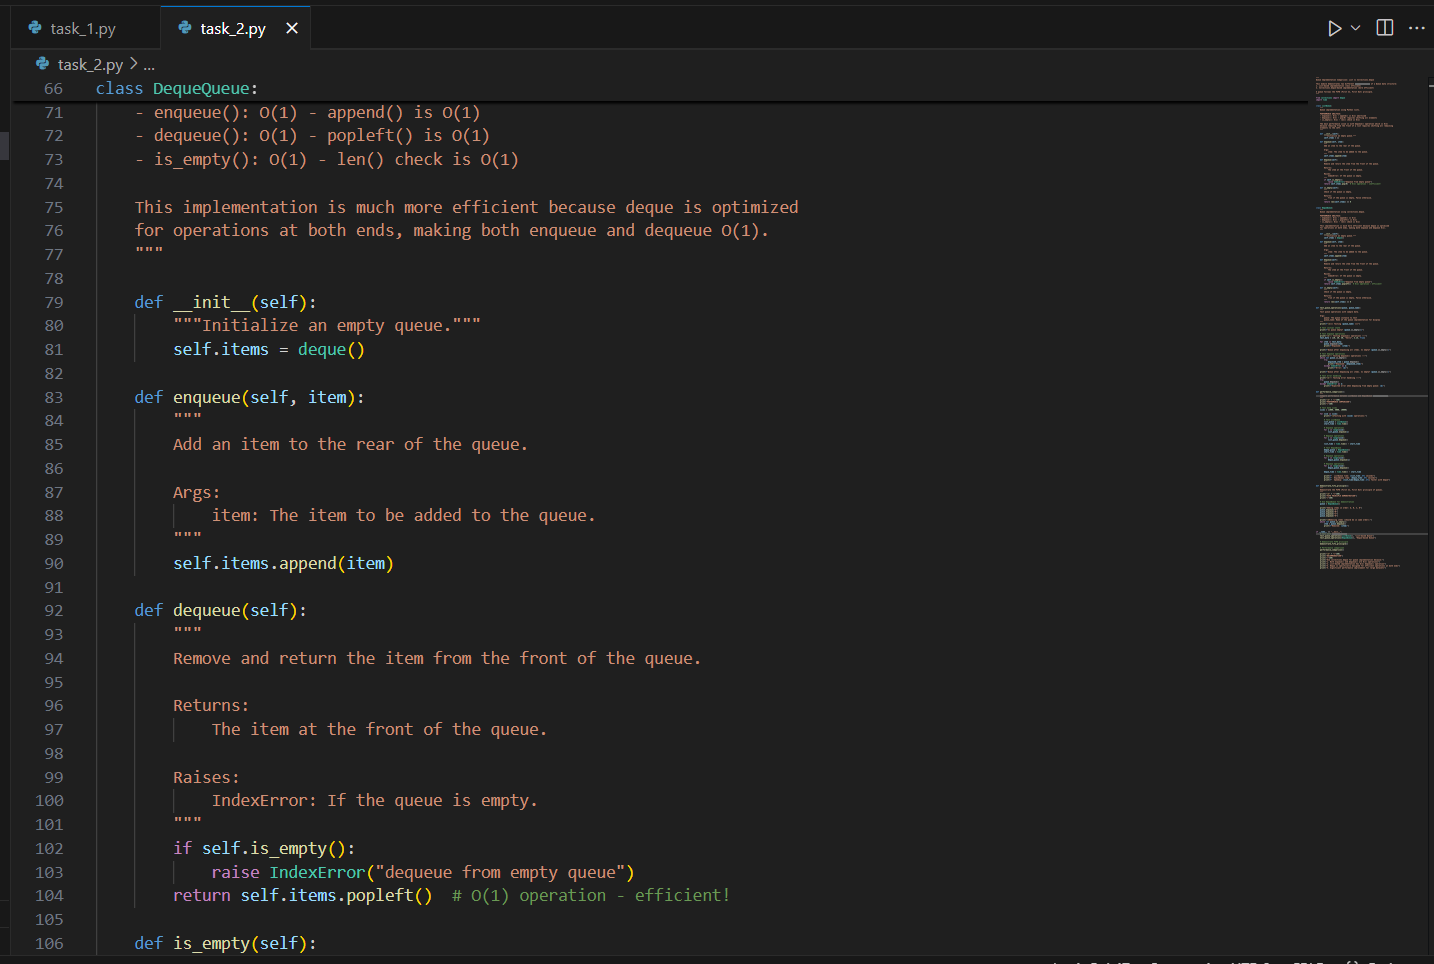 task_1.py
task_2.py
task_2.py > ...
66 class DequeQueue:
71 - enqueue(): O(1) - append() is O(1)
72 - dequeue(): O(1) - popleft() is O(1)
73 - is_empty(): O(1) - len() check is O(1)
74
75 This implementation is much more efficient because deque is optimized
76 for operations at both ends, making both enqueue and dequeue O(1).
77 """
78
79 def __init__(self):
80 """Initialize an empty queue."""
81 self.items = deque()
82
83 def enqueue(self, item):
84 """
85 Add an item to the rear of the queue.
86
87 Args:
88 item: The item to be added to the queue.
89 """
90 self.items.append(item)
91
92 def dequeue(self):
93 """
94 Remove and return the item from the front of the queue.
95
96 Returns:
97 The item at the front of the queue.
98
99 Raises:
100 IndexError: If the queue is empty.
101 """
102 if self.is_empty():
103 raise IndexError("dequeue from empty queue")
104 return self.items.popleft()  # O(1) operation - efficient!
105
106 def is_empty(self):